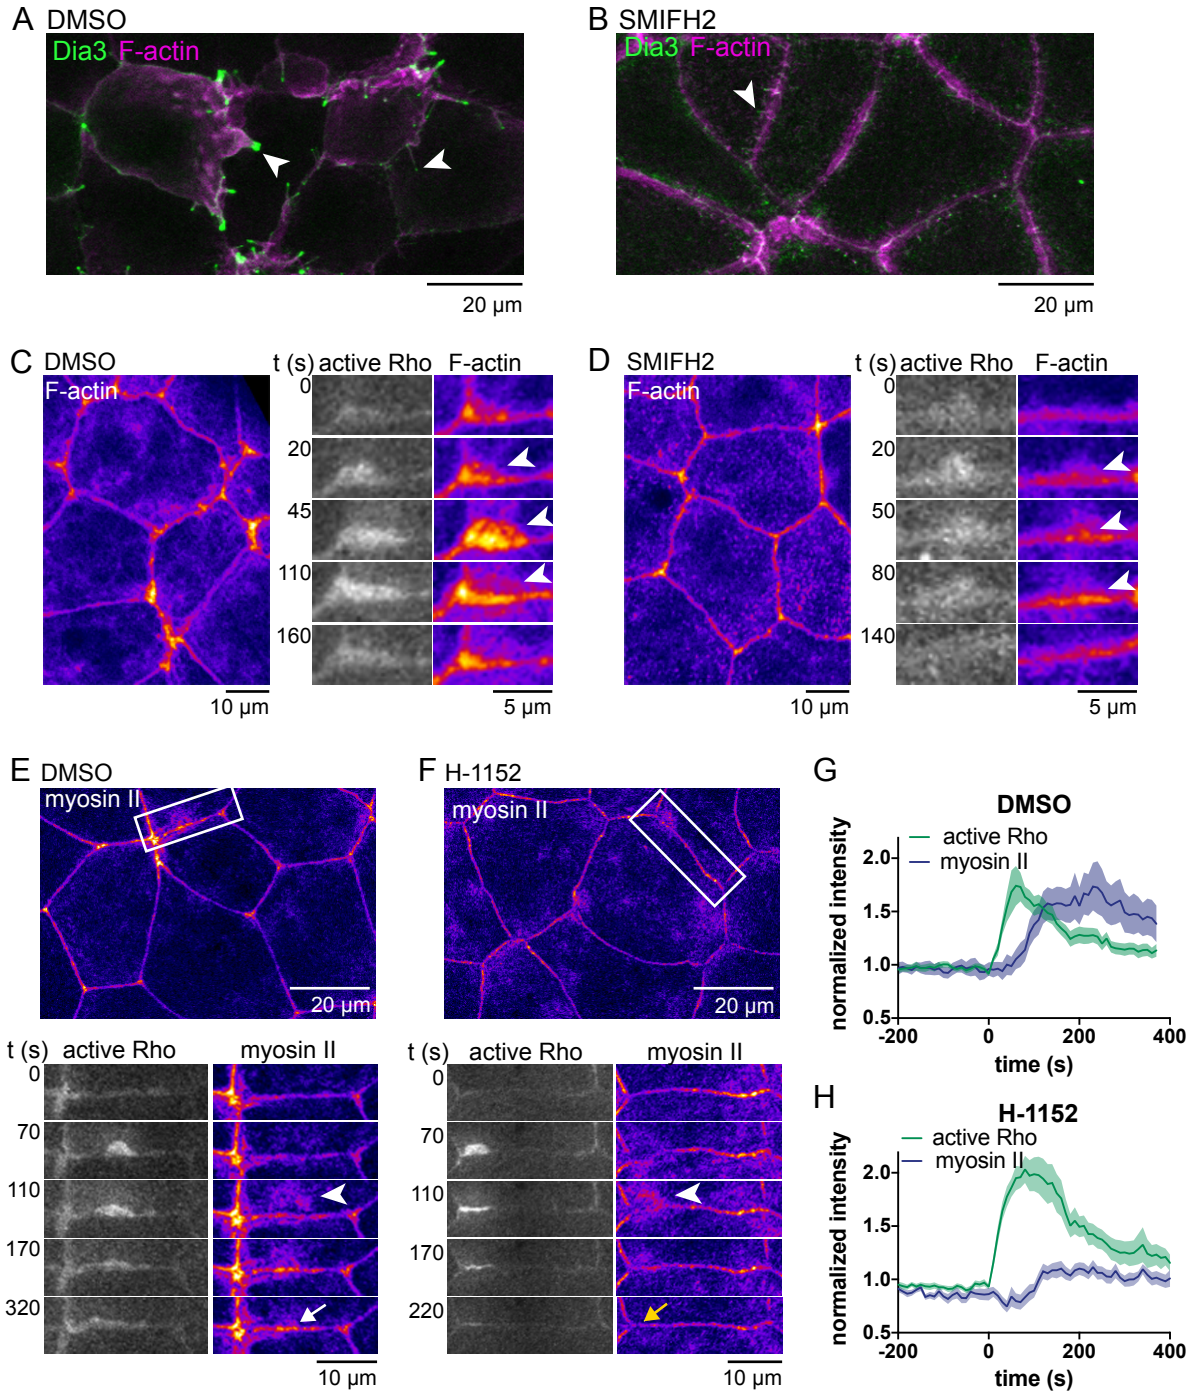 A DMSO
Dia3 F-actin
20 µm
B SMIFH2
Dia3 F-actin
20 µm
C DMSO
F-actin
10 µm
t (s) active Rho F-actin
0
20
45
110
160
5 µm
D SMIFH2
F-actin
10 µm
t (s) active Rho F-actin
0
20
50
80
140
5 µm
E DMSO
myosin II
20 µm
t (s) active Rho myosin II
0
70
110
170
320
10 µm
F H-1152
myosin II
20 µm
t (s) active Rho myosin II
0
70
110
170
220
10 µm
G
DMSO
active Rho
myosin II
normalized intensity
2.0
1.5
1.0
0.5
-200 0 200 400
time (s)
H
H-1152
active Rho
myosin II
normalized intensity
2.0
1.5
1.0
0.5
-200 0 200 400
time (s)